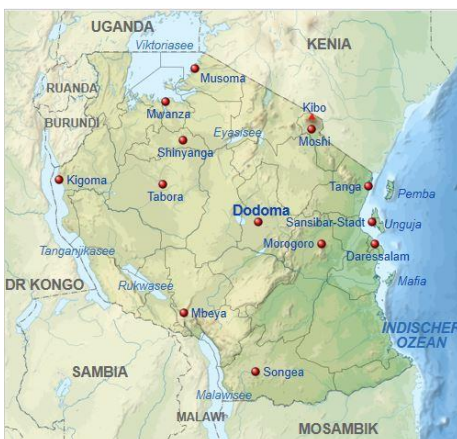 UGANDA
Viktoriasee
KENIA
Musoma
RUANDA
Mwanza
Kibo
BURUNDI
Eyasisee
Moshi
Shinyanga
Kigoma
Tabora
Tanga
Pemba
Dodoma
Sansibar-Stadt
Unguja
Tanganjikasee
Morogoro
Daressalam
DR KONGO
Rukwasee
Mafia
Mbeya
INDISCHER
OZEAN
SAMBIA
Songea
Malawisee
MALAWI
MOSAMBIK